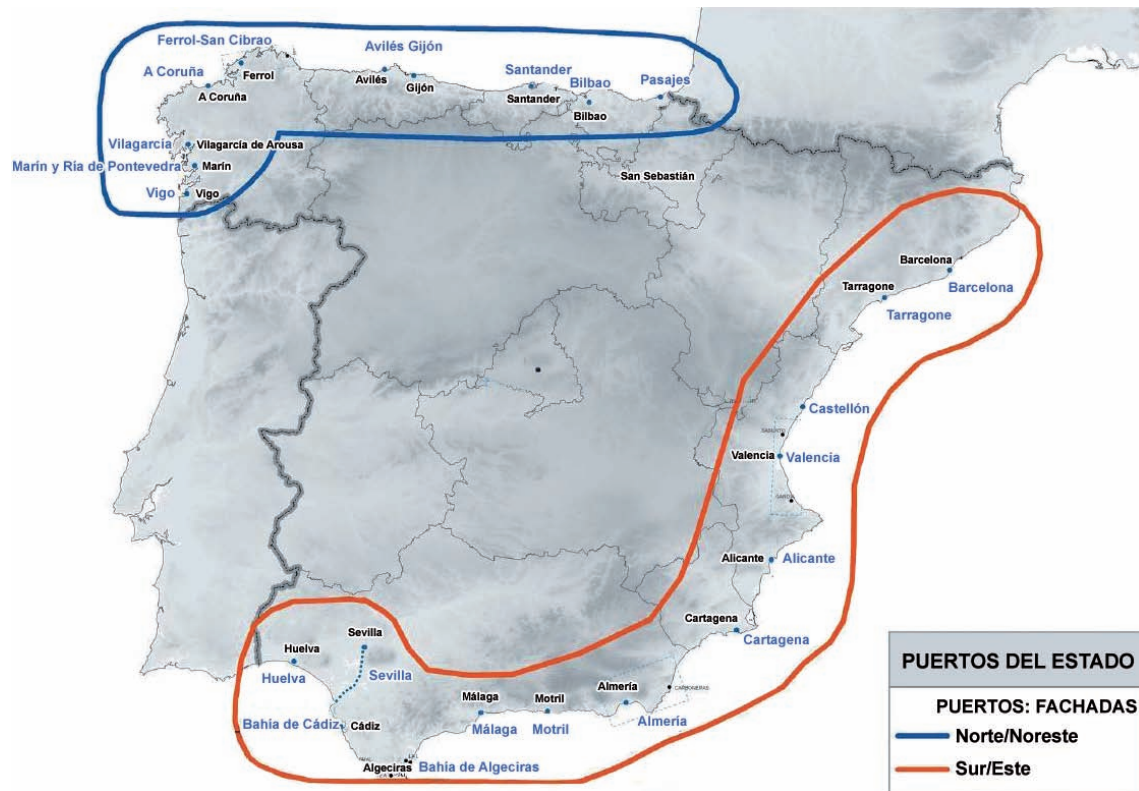 Ferrol-San Cibrao
Avilés Gijón
Ferrol
A Coruña
A Coruña
Avilés
Gijón
Santander
Santander
Bilbao
Bilbao
Pasajes
Vilagarcía
Vilagarcía de Arousa
Marín y Ría de Pontevedra
Marín
San Sebastián
Vigo
Vigo
Barcelona
Barcelona
Tarragone
Tarragone
Castellón
Valencia
Valencia
Alicante
Alicante
Cartagena
Cartagena
Sevilla
Huelva
Huelva
Sevilla
Málaga
Motril
Almería
CARBONERAS
Bahía de Cádiz
Cádiz
Málaga
Motril
Almería
Algeciras
Bahía de Algeciras
PUERTOS DEL ESTADO
PUERTOS: FACHADAS
Norte/Noreste
Sur/Este